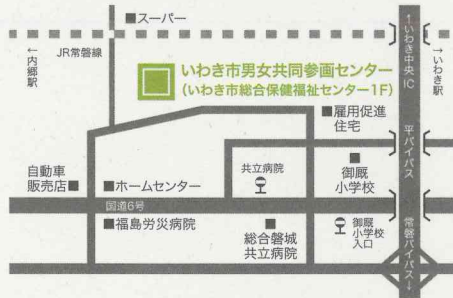 ■スーパー
JR常磐線
←内郷駅
→いわき駅
↑いわき中央IC
いわき市男女共同参画センター
(いわき市総合保健福祉センター1F)
■雇用促進
住宅
平バイパス
共立病院
■
御厩
小学校
自動車
販売店■
■ホームセンター
国道6号
■福島労災病院
■
総合磐城
共立病院
御厩
小学校
入口
常磐バイパス↓